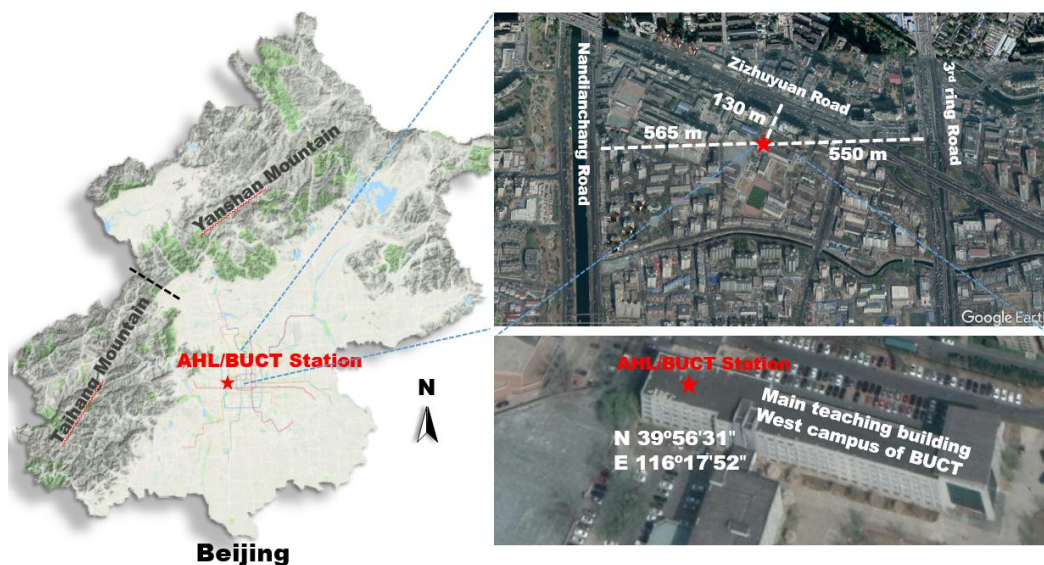 Yanshan Mountain
Taihang Mountain
AHL/BUCT Station
N
Beijing
Nandianchang Road
Zizhuyuan Road
3rd ring Road
130 m
565 m
550 m
Google Earth
AHL/BUCT Station
Main teaching building
West campus of BUCT
N 39º56'31"
E 116º17'52"